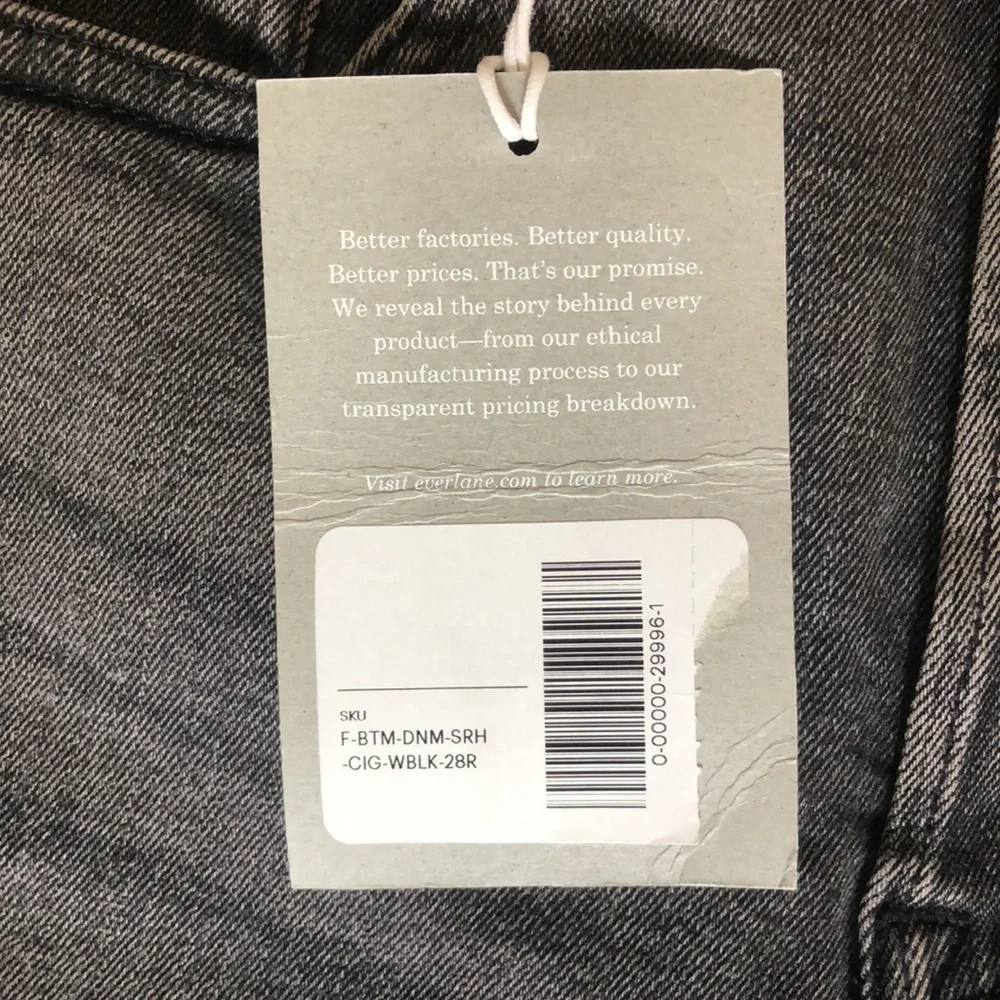 Better factories. Better quality.
Better prices. That's our promise.
We reveal the story behind every
product—from our ethical
manufacturing process to our
transparent pricing breakdown.
Visit everlane.com to learn more.
SKU
F-BTM-DNM-SRH
-CIG-WBLK-28R
0-00000-29996-1